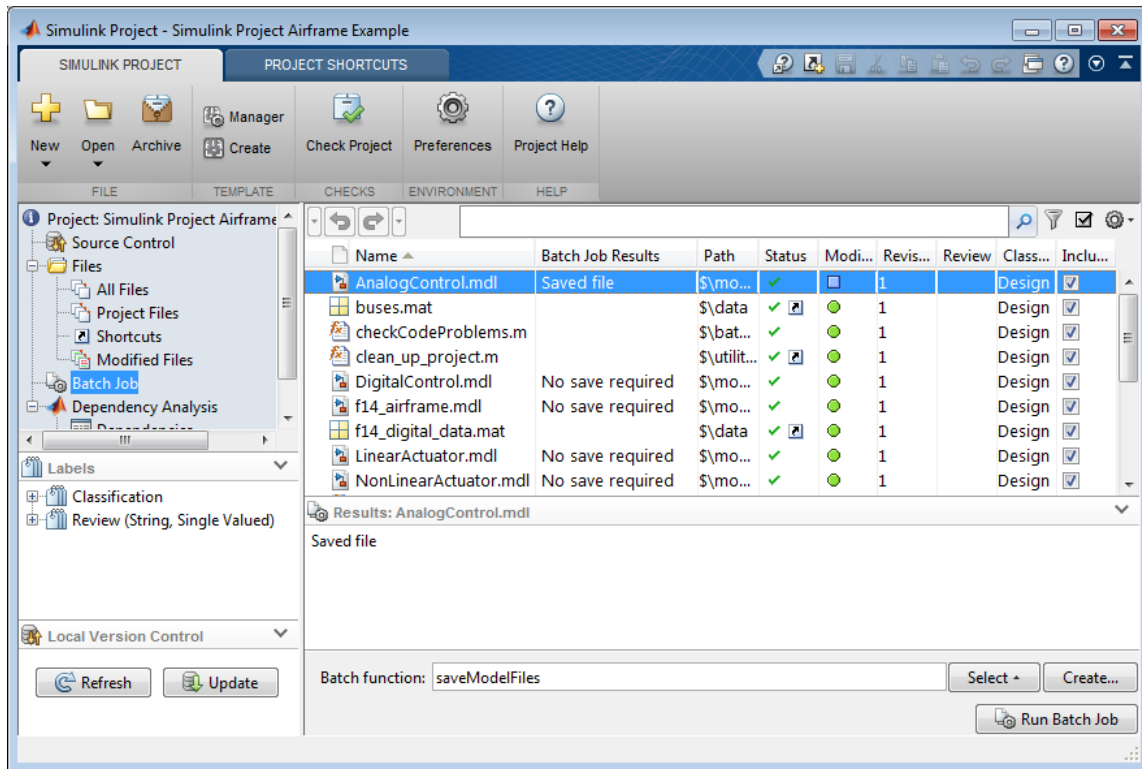 Simulink Project - Simulink Project Airframe Example
SIMULINK PROJECT PROJECT SHORTCUTS
New Open Archive Manager Create Check Project Preferences Project Help
FILE TEMPLATE CHECKS ENVIRONMENT HELP
Project: Simulink Project Airframe
Source Control
Files
All Files
Project Files
Shortcuts
Modified Files
Batch Job
Dependency Analysis
Labels
Classification
Review (String, Single Valued)
Local Version Control
Refresh Update
Name Batch Job Results Path Status Modi... Revis... Review Class... Inclu...
AnalogControl.mdl Saved file $\mo... 1 Design
buses.mat $\data 1 Design
checkCodeProblems.m $\bat... 1 Design
clean_up_project.m $\utilit... 1 Design
DigitalControl.mdl No save required $\mo... 1 Design
f14_airframe.mdl No save required $\mo... 1 Design
f14_digital_data.mat $\data 1 Design
LinearActuator.mdl No save required $\mo... 1 Design
NonLinearActuator.mdl No save required $\mo... 1 Design
Results: AnalogControl.mdl
Saved file
Batch function: saveModelFiles Select Create...
Run Batch Job